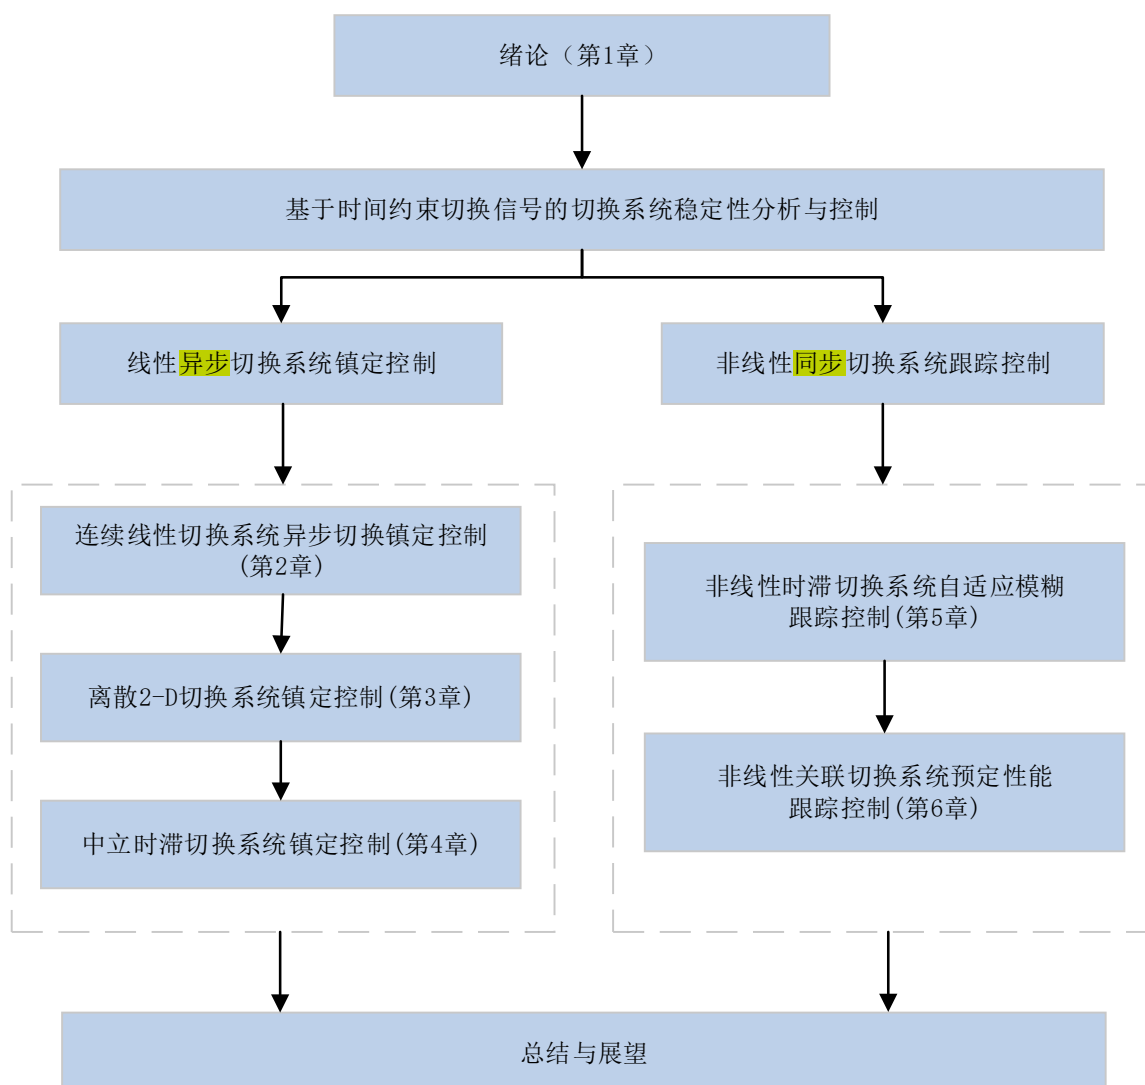 绪论（第1章）
基于时间约束切换信号的切换系统稳定性分析与控制
线性异步切换系统镇定控制
非线性同步切换系统跟踪控制
连续线性切换系统异步切换镇定控制
(第2章)
离散2-D切换系统镇定控制(第3章)
中立时滞切换系统镇定控制(第4章)
非线性时滞切换系统自适应模糊
跟踪控制(第5章)
非线性关联切换系统预定性能
跟踪控制(第6章)
总结与展望